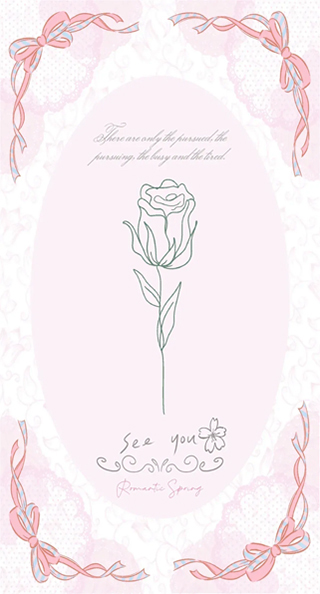 There are only the pursued, the
pursuing, the busy and the tired.
see you
Romantic Spring